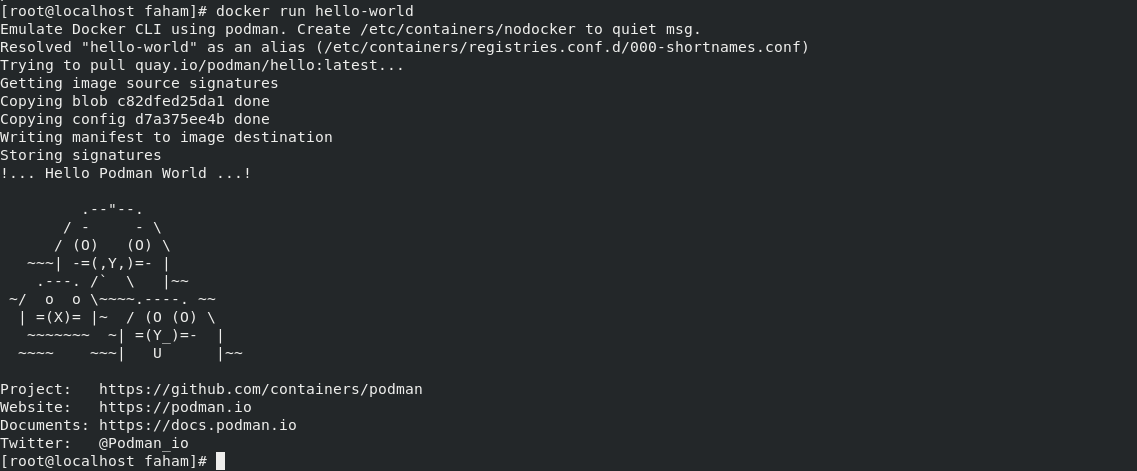 [root@localhost faham]# docker run hello-world
Emulate Docker CLI using podman. Create /etc/containers/nodocker to quiet msg.
Resolved "hello-world" as an alias (/etc/containers/registries.conf.d/000-shortnames.conf)
Trying to pull quay.io/podman/hello:latest...
Getting image source signatures
Copying blob c82dfed25da1 done
Copying config d7a375ee4b done
Writing manifest to image destination
Storing signatures
!... Hello Podman World ...!

         .--"--.
       / -     - \
      / (O)   (O) \
   ~~~| -=(,Y,)=- |
    .---. /`  \   |~~
 ~/  o  o \~~~~.----. ~~
  | =(X)= |~  / (O (O) \
   ~~~~~~~  ~| =(Y_)=-  |
  ~~~~    ~~~|   U      |~~

Project:   https://github.com/containers/podman
Website:   https://podman.io
Documents: https://docs.podman.io
Twitter:   @Podman_io
[root@localhost faham]#